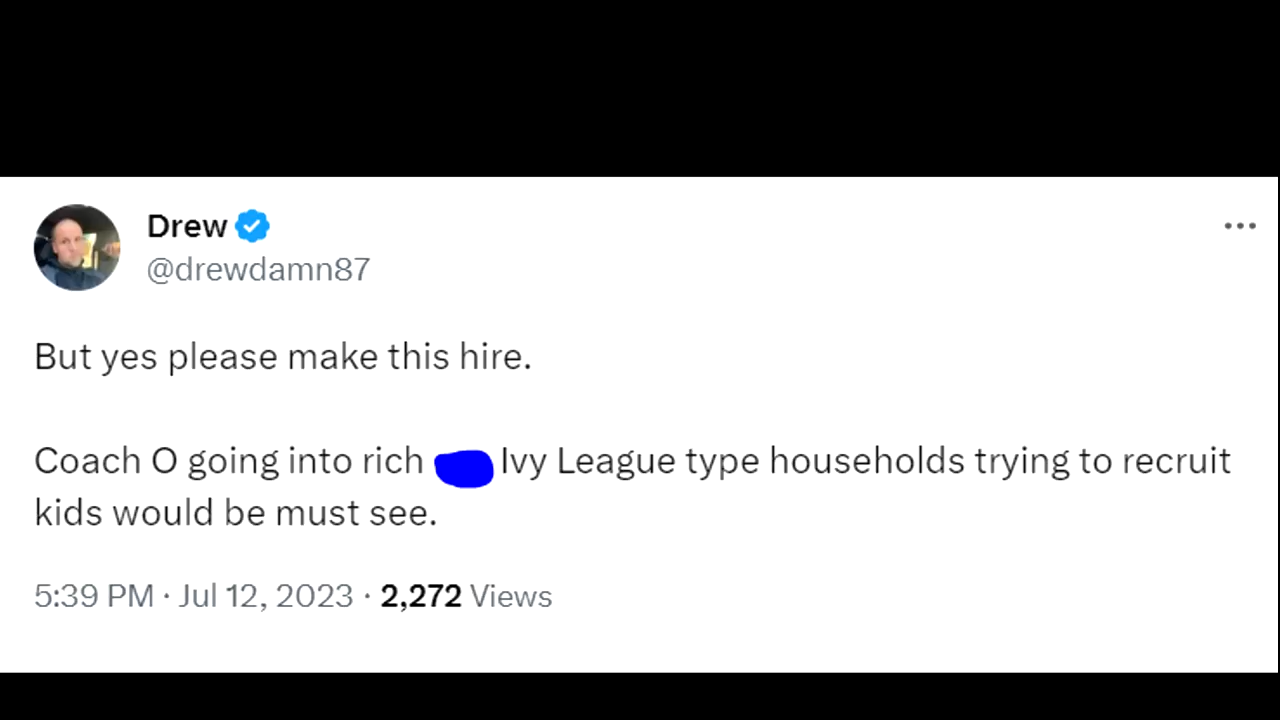 Drew
@drewdamn87
But yes please make this hire.
Coach O going into rich Ivy League type households trying to recruit
kids would be must see.
5:39 PM · Jul 12, 2023 · 2,272 Views